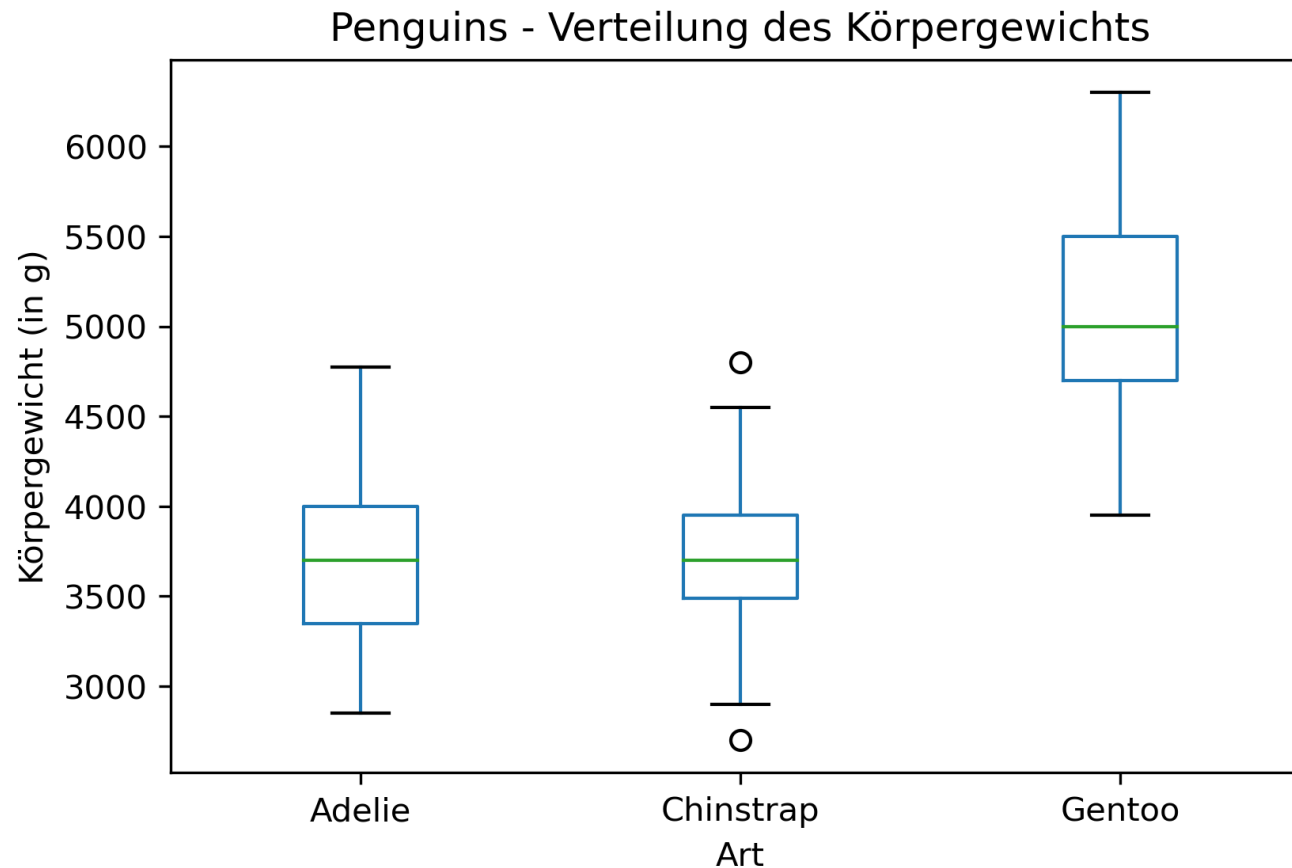 Penguins - Verteilung des Körpergewichts
Körpergewicht (in g)
6000
5500
5000
4500
4000
3500
3000
Adelie Chinstrap Gentoo
Art